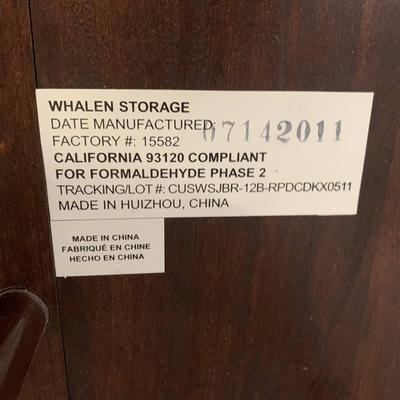 WHALEN STORAGE
DATE MANUFACTURED: 07142011
FACTORY #: 15582
CALIFORNIA 93120 COMPLIANT
FOR FORMALDEHYDE PHASE 2
TRACKING/LOT #: CUSWSJBR-12B-RPDCDKX0511
MADE IN HUIZHOU, CHINA
MADE IN CHINA
FABRIQUÉ EN CHINE
HECHO EN CHINA